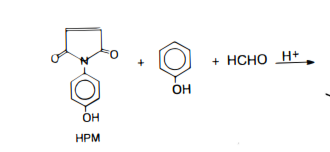 O N O + + HCHO H+
OH
OH
HPM